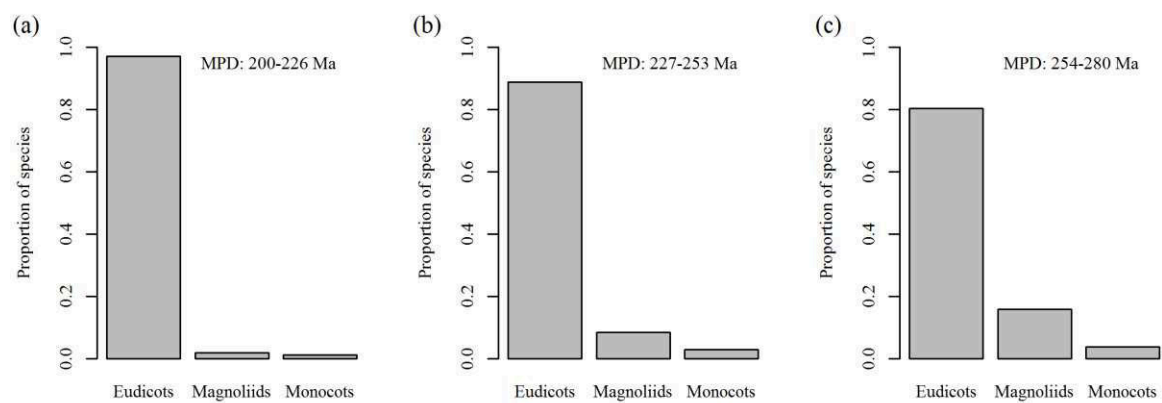 (a)
MPD: 200-226 Ma
Proportion of species
1.0
0.8
0.6
0.4
0.2
0.0
Eudicots Magnoliids Monocots
(b)
MPD: 227-253 Ma
Proportion of species
1.0
0.8
0.6
0.4
0.2
0.0
Eudicots Magnoliids Monocots
(c)
MPD: 254-280 Ma
Proportion of species
1.0
0.8
0.6
0.4
0.2
0.0
Eudicots Magnoliids Monocots